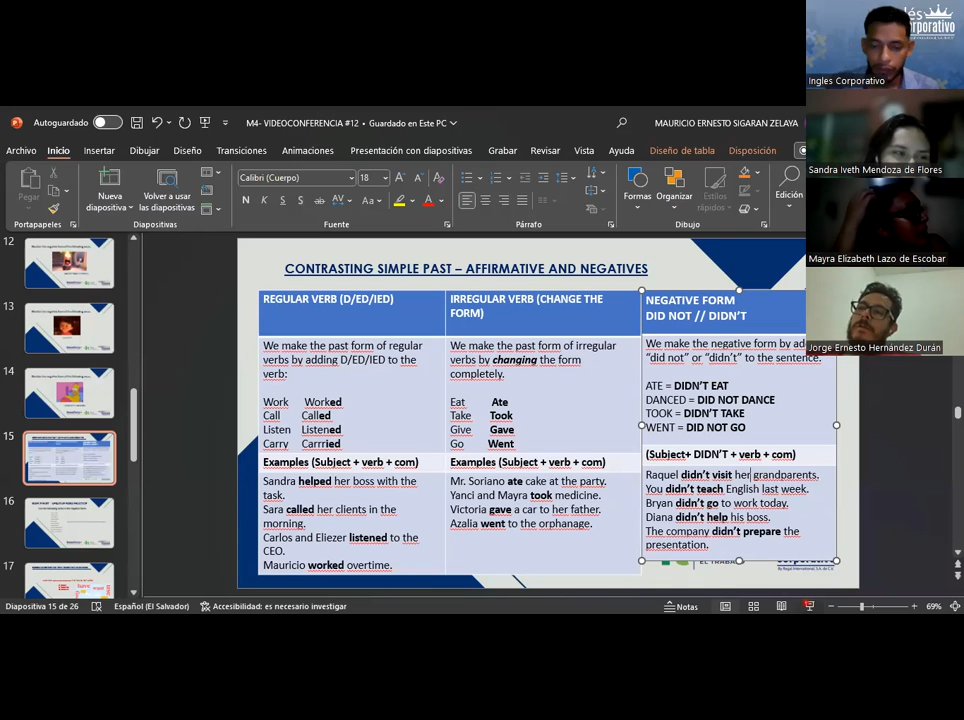 Autoguardado
M4- VIDEOCONFERENCIA #12 • Guardado en Este PC
MAURICIO ERNESTO SIGARAN ZELAYA
Archivo Inicio Insertar Dibujar Diseño Transiciones Animaciones Presentación con diapositivas Grabar Revisar Vista Ayuda Diseño de tabla Disposición
Pegar
Nueva diapositiva
Volver a usar las diapositivas
Calibri (Cuerpo) 18
N K S S ab AV Aa A
Formas Organizar Estilos rápidos Edición
Portapapeles Diapositivas Fuente Párrafo Dibujo
12
13
14
15
16
17
CONTRASTING SIMPLE PAST – AFFIRMATIVE AND NEGATIVES
REGULAR VERB (D/ED/IED)
We make the past form of regular
verbs by adding D/ED/IED to the
verb:
Work Worked
Call Called
Listen Listened
Carry Carrried
Examples (Subject + verb + com)
Sandra helped her boss with the
task.
Sara called her clients in the
morning.
Carlos and Eliezer listened to the
CEO.
Mauricio worked overtime.
IRREGULAR VERB (CHANGE THE
FORM)
We make the past form of irregular
verbs by changing the form
completely.
Eat Ate
Take Took
Give Gave
Go Went
Examples (Subject + verb + com)
Mr. Soriano ate cake at the party.
Yanci and Mayra took medicine.
Victoria gave a car to her father.
Azalia went to the orphanage.
NEGATIVE FORM
DID NOT // DIDN'T
We make the negative form by ad
"did not" or "didn't" to the sentence.
ATE = DIDN'T EAT
DANCED = DID NOT DANCE
TOOK = DIDN'T TAKE
WENT = DID NOT GO
(Subject+ DIDN'T + verb + com)
Raquel didn't visit her grandparents.
You didn't teach English last week.
Bryan didn't go to work today.
Diana didn't help his boss.
The company didn't prepare the
presentation.
EL TRABAJ
Ingles Corporativo
Sandra Iveth Mendoza de Flores
Mayra Elizabeth Lazo de Escobar
Jorge Ernesto Hernández Durán
Diapositiva 15 de 26 Español (El Salvador) Accesibilidad: es necesario investigar Notas 69%